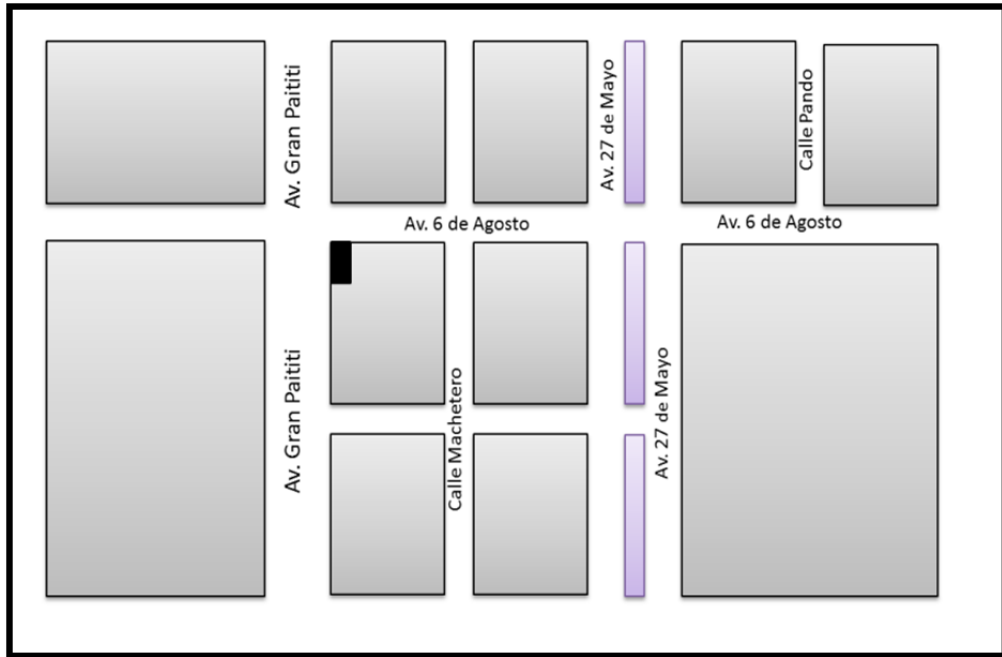 Av. Gran Paititi
Av. 27 de Mayo
Calle Pando
Av. 6 de Agosto
Av. 6 de Agosto
Av. Gran Paititi
Calle Machetero
Av. 27 de Mayo